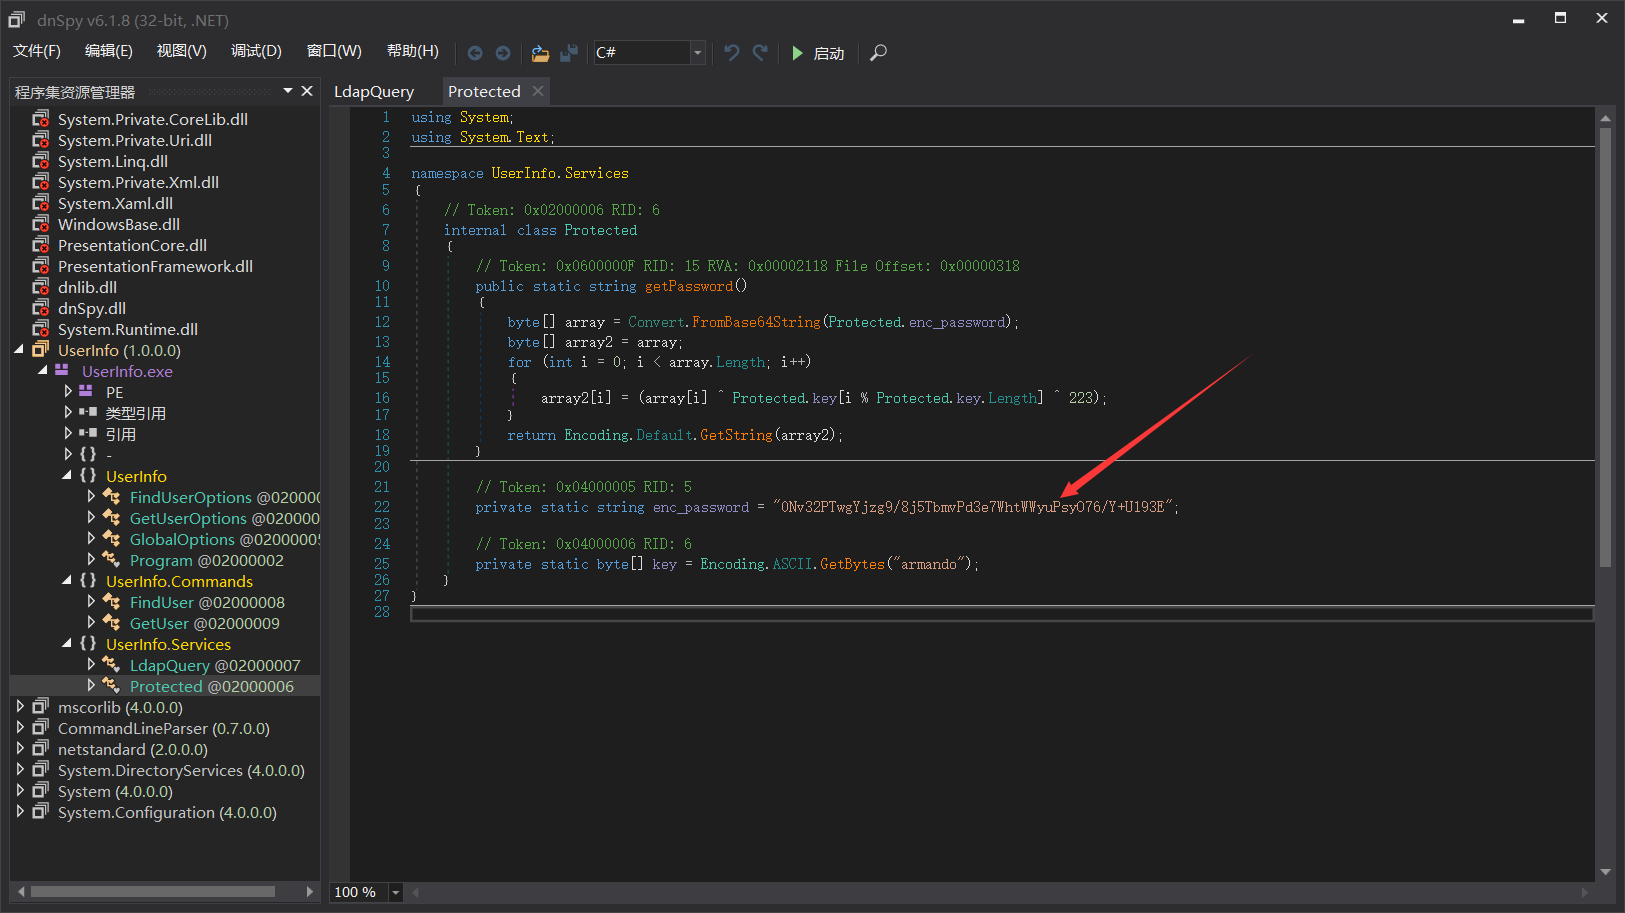 dnSpy v6.1.8 (32-bit, .NET)
文件(F) 编辑(E) 视图(V) 调试(D) 窗口(W) 帮助(H) C# 启动
程序集资源管理器
System.Private.CoreLib.dll
System.Private.Uri.dll
System.Linq.dll
System.Private.Xml.dll
System.Xaml.dll
WindowsBase.dll
PresentationCore.dll
PresentationFramework.dll
dnlib.dll
dnSpy.dll
System.Runtime.dll
UserInfo (1.0.0.0)
UserInfo.exe
PE
类型引用
引用
{ } -
{ } UserInfo
FindUserOptions @020000
GetUserOptions @0200000
GlobalOptions @02000005
Program @02000002
{ } UserInfo.Commands
FindUser @02000008
GetUser @02000009
{ } UserInfo.Services
LdapQuery @02000007
Protected @02000006
mscorlib (4.0.0.0)
CommandLineParser (0.7.0.0)
netstandard (2.0.0.0)
System.DirectoryServices (4.0.0.0)
System (4.0.0.0)
System.Configuration (4.0.0.0)
LdapQuery Protected
1 using System;
2 using System.Text;
3
4 namespace UserInfo.Services
5 {
6 // Token: 0x02000006 RID: 6
7 internal class Protected
8 {
9 // Token: 0x0600000F RID: 15 RVA: 0x00002118 File Offset: 0x00000318
10 public static string getPassword()
11 {
12 byte[] array = Convert.FromBase64String(Protected.enc_password);
13 byte[] array2 = array;
14 for (int i = 0; i < array.Length; i++)
15 {
16 array2[i] = (array[i] ^ Protected.key[i % Protected.key.Length] ^ 223);
17 }
18 return Encoding.Default.GetString(array2);
19 }
20
21 // Token: 0x04000005 RID: 5
22 private static string enc_password = "0Nv32PTwgYjzg9/8j5TbmvPd3e7WhtWWyuPsyO76/Y+U193E";
23
24 // Token: 0x04000006 RID: 6
25 private static byte[] key = Encoding.ASCII.GetBytes("armando");
26 }
27 }
28
100 %